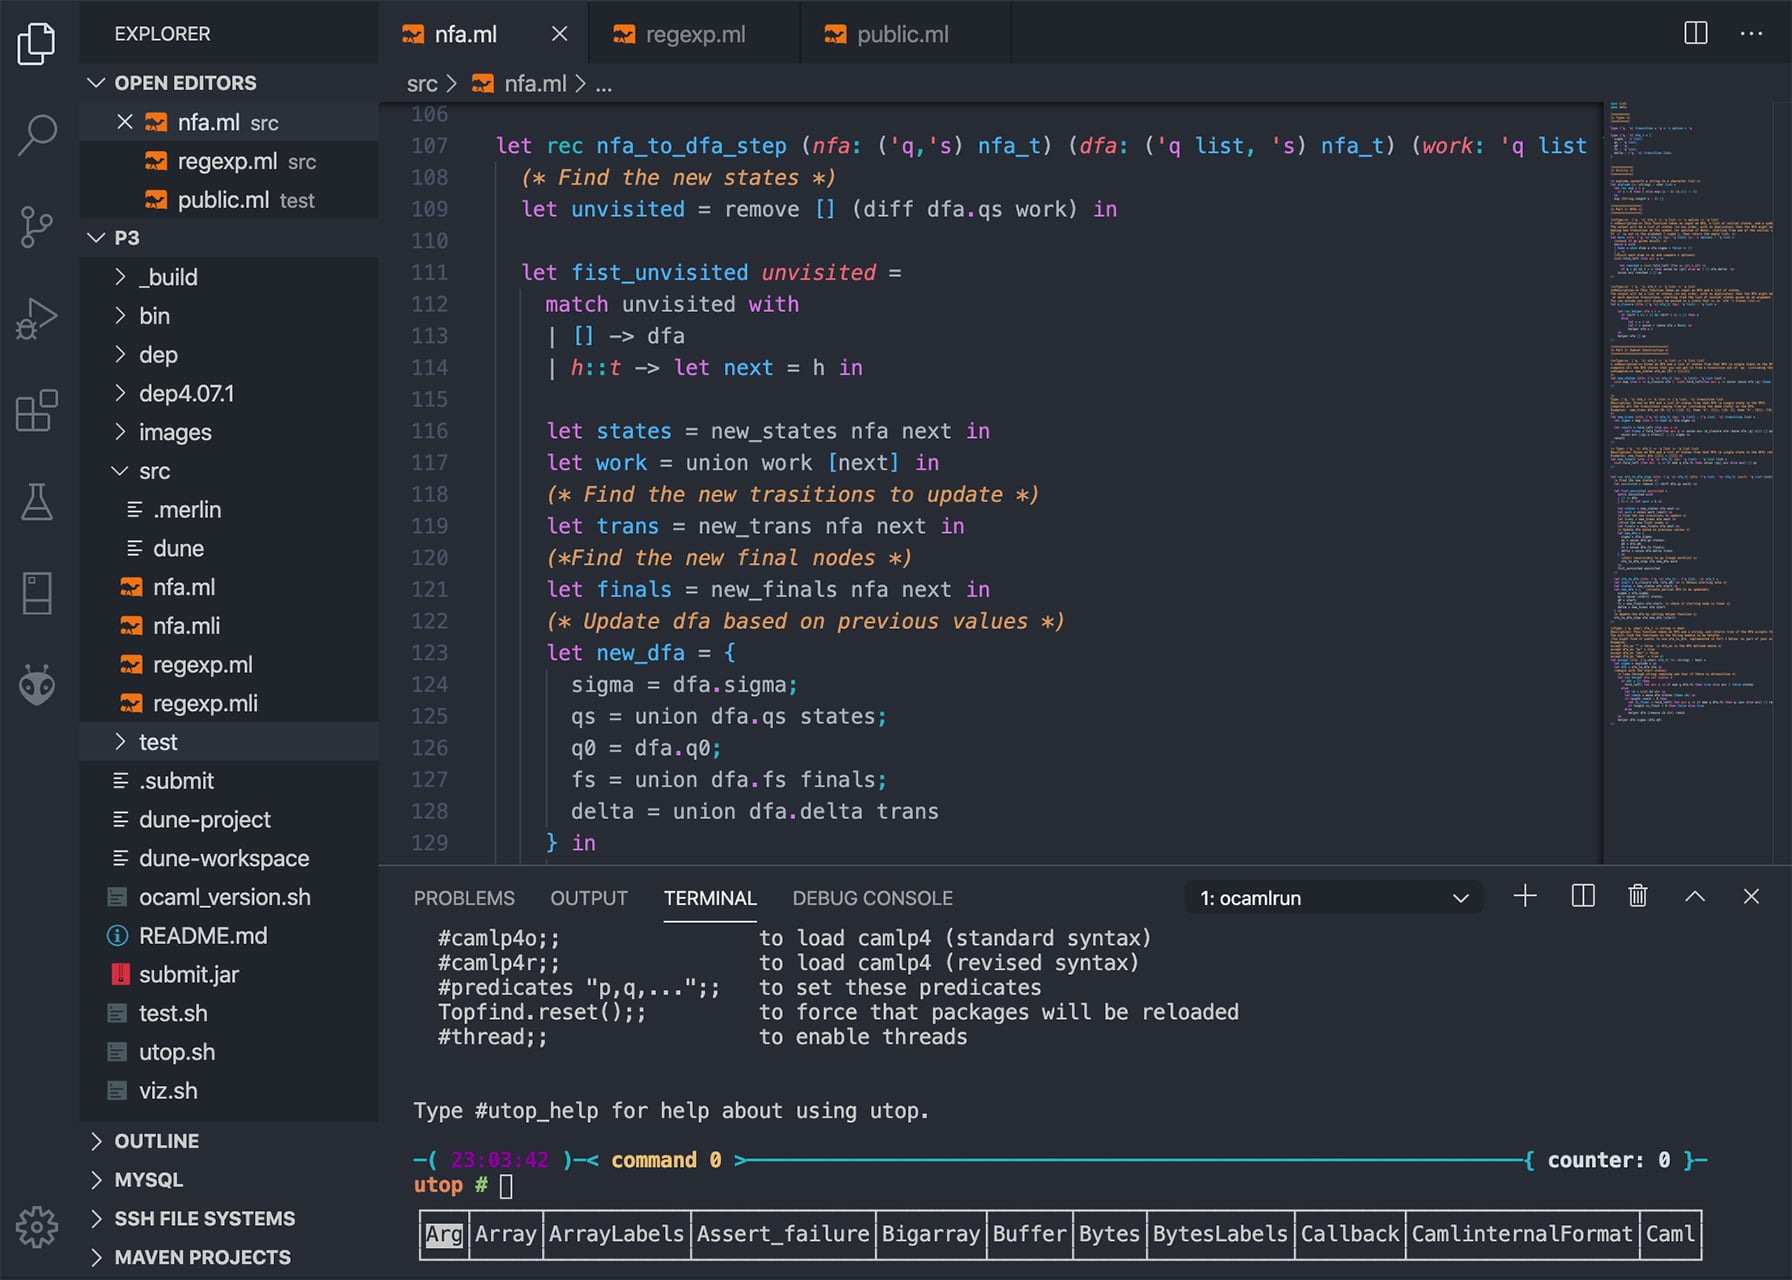 EXPLORER
OPEN EDITORS
nfa.ml src
regexp.ml src
public.ml test
P3
_build
bin
dep
dep4.07.1
images
src
.merlin
dune
nfa.ml
nfa.mli
regexp.ml
regexp.mli
test
.submit
dune-project
dune-workspace
ocaml_version.sh
README.md
submit.jar
test.sh
utop.sh
viz.sh
OUTLINE
MYSQL
SSH FILE SYSTEMS
MAVEN PROJECTS
nfa.ml regexp.ml public.ml
src > nfa.ml > ...
106
107 let rec nfa_to_dfa_step (nfa: ('q,'s) nfa_t) (dfa: ('q list, 's) nfa_t) (work: 'q list
108 (* Find the new states *)
109 let unvisited = remove [] (diff dfa.qs work) in
110
111 let fist_unvisited unvisited =
112 match unvisited with
113 | [] -> dfa
114 | h::t -> let next = h in
115
116 let states = new_states nfa next in
117 let work = union work [next] in
118 (* Find the new trasitions to update *)
119 let trans = new_trans nfa next in
120 (*Find the new final nodes *)
121 let finals = new_finals nfa next in
122 (* Update dfa based on previous values *)
123 let new_dfa = {
124 sigma = dfa.sigma;
125 qs = union dfa.qs states;
126 q0 = dfa.q0;
127 fs = union dfa.fs finals;
128 delta = union dfa.delta trans
129 } in
PROBLEMS OUTPUT TERMINAL DEBUG CONSOLE 1: ocamlrun
#camlp4o;; to load camlp4 (standard syntax)
#camlp4r;; to load camlp4 (revised syntax)
#predicates "p,q,...";; to set these predicates
Topfind.reset();; to force that packages will be reloaded
#thread;; to enable threads
Type #utop_help for help about using utop.
-( 23:03:42 )-< command 0 >-{ counter: 0 }-
utop #
Arg|Array|ArrayLabels|Assert_failure|Bigarray|Buffer|Bytes|BytesLabels|Callback|CamlinternalFormat|Caml